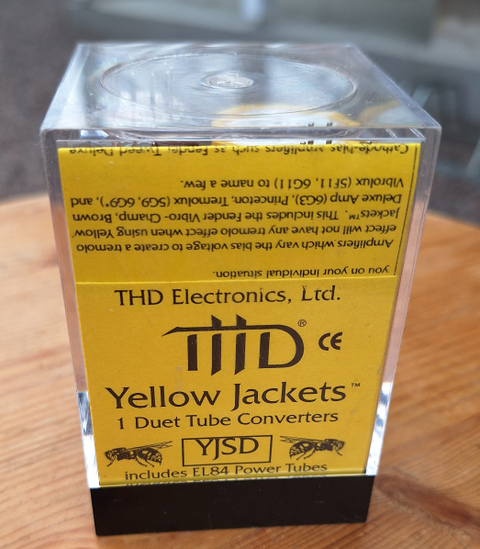 you on your individual situation.
Amplifiers which vary the bias voltage to create a tremolo
effect will not have any tremolo effect when using Yellow
Jackets™. This includes the Fender Vibro-Champ, Brown
Deluxe Amp (6G3), Princeton, Tremolux (5G9, 6G9*), and
Vibrolux (5F11, 6G11) to name a few.
Cathode-bias amplifiers such as Fender Tweed Deluxe
THD Electronics, Ltd.
THD® CE
Yellow Jackets™
1 Duet Tube Converters
YJSD
includes EL84 Power Tubes